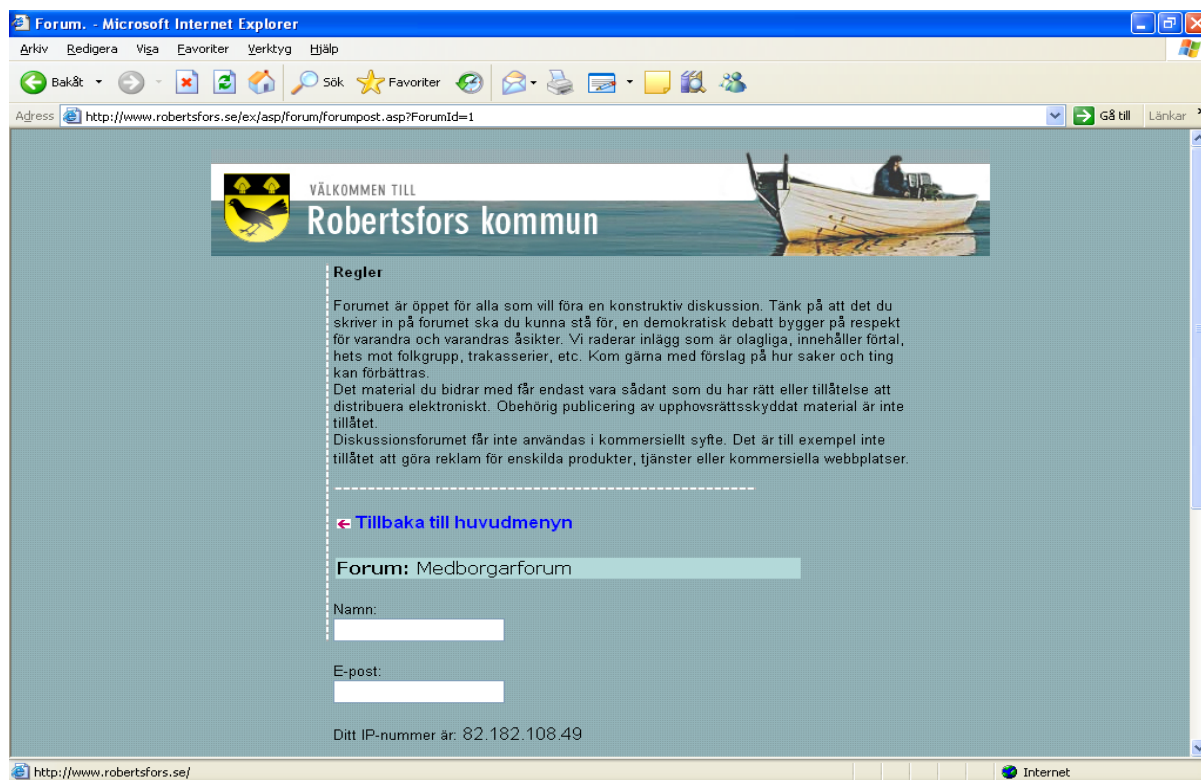 Forum. - Microsoft Internet Explorer
Arkiv Redigera Visa Favoriter Verktyg Hjälp
Bakåt Sök Favoriter
Adress http://www.robertsfors.se/ex/asp/forum/forumpost.asp?ForumId=1 Gå till Länkar
VÄLKOMMEN TILL
Robertsfors kommun
Regler
Forumet är öppet för alla som vill föra en konstruktiv diskussion. Tänk på att det du
skriver in på forumet ska du kunna stå för, en demokratisk debatt bygger på respekt
för varandra och varandras åsikter. Vi raderar inlägg som är olagliga, innehåller förtal,
hets mot folkgrupp, trakasserier, etc. Kom gärna med förslag på hur saker och ting
kan förbättras.
Det material du bidrar med får endast vara sådant som du har rätt eller tillåtelse att
distribuera elektroniskt. Obehörig publicering av upphovsrättsskyddat material är inte
tillåtet.
Diskussionsforumet får inte användas i kommersiellt syfte. Det är till exempel inte
tillåtet att göra reklam för enskilda produkter, tjänster eller kommersiella webbplatser.
Tillbaka till huvudmenyn
Forum: Medborgarforum
Namn:
E-post:
Ditt IP-nummer är: 82.182.108.49
http://www.robertsfors.se/ Internet